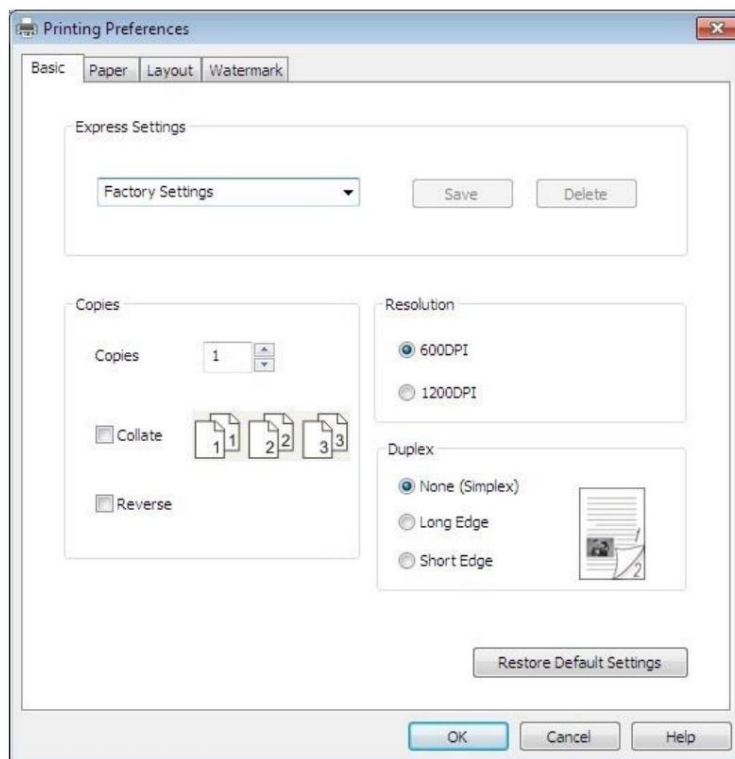 Printing Preferences
Basic Paper Layout Watermark
Express Settings
Factory Settings
Save Delete
Copies
Copies 1
Collate 1 1 2 2 3 3
Reverse
Resolution
600DPI
1200DPI
Duplex
None (Simplex)
Long Edge
Short Edge
1
2
Restore Default Settings
OK Cancel Help